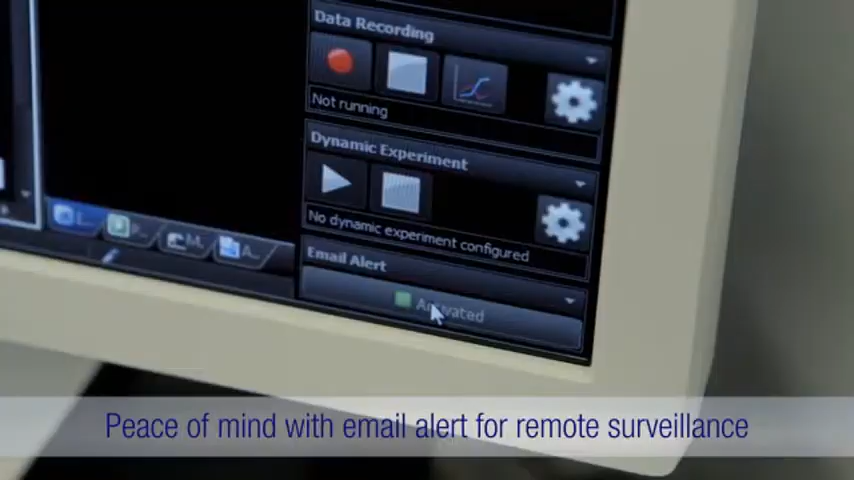 Data Recording
Not running
Dynamic Experiment
No dynamic experiment configured
Email Alert
Activated
Peace of mind with email alert for remote surveillance